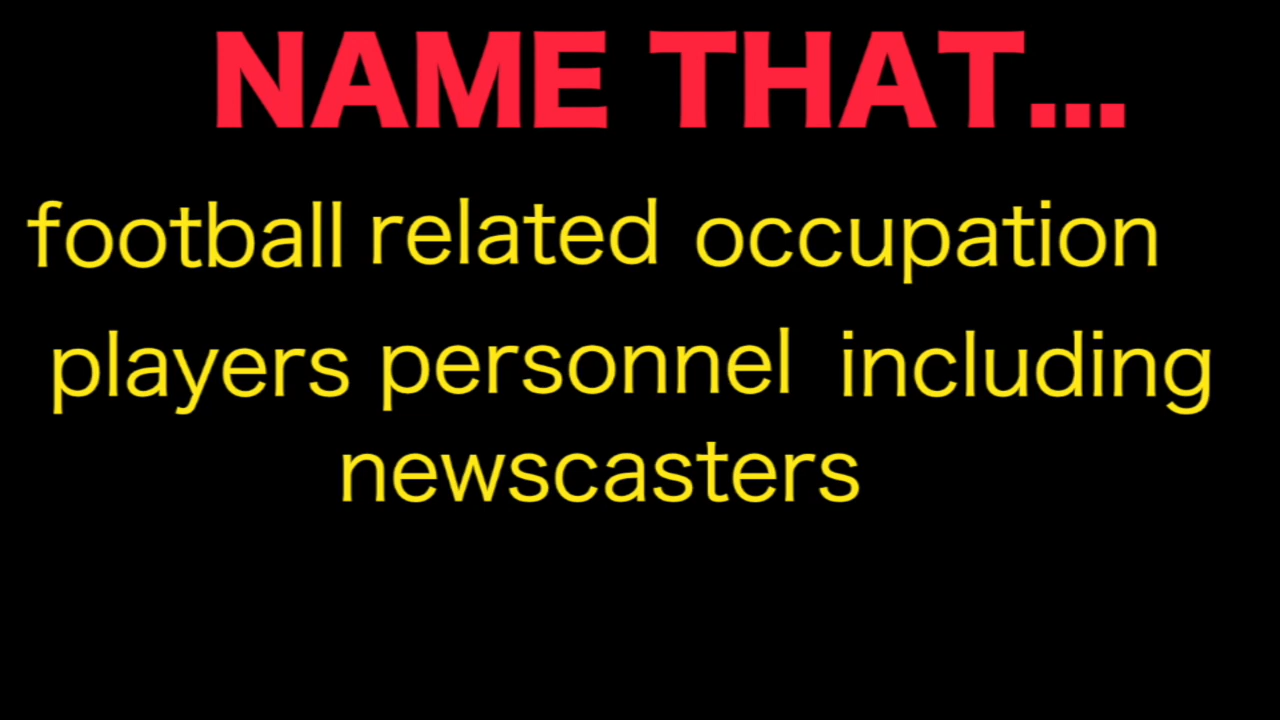 NAME THAT...
football related occupation
players personnel including
newscasters